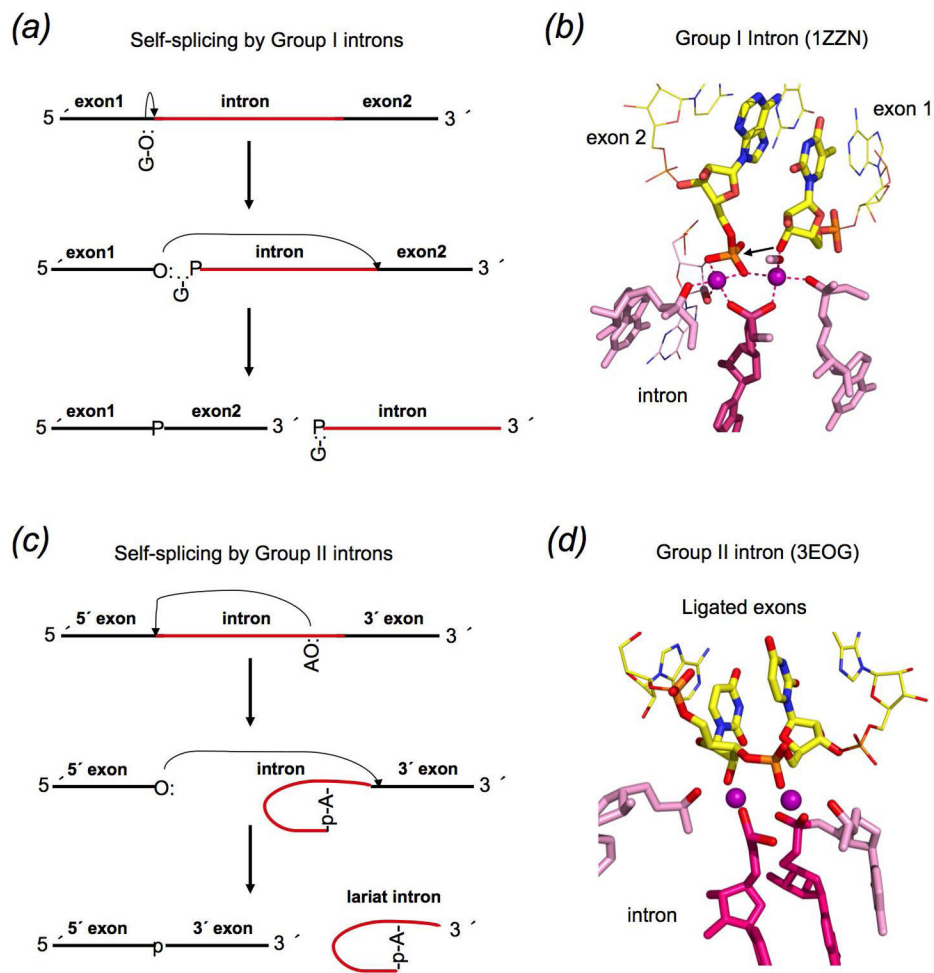 (a)
Self-splicing by Group I introns
exon1 intron exon2
5´ 3´
G-O:
exon1 intron exon2
5´ O: P 3´
G
exon1 exon2 intron
5´ P 3´ P 3´
G
(b)
Group I Intron (1ZZN)
exon 2
exon 1
intron
(c)
Self-splicing by Group II introns
5´ exon intron 3´ exon
5´ 3´
AO:
5´ exon intron 3´ exon
5´ O: 3´
-p-A-
lariat intron
5´ exon 3´ exon
5´ p 3´ 3´
-p-A-
(d)
Group II intron (3EOG)
Ligated exons
intron